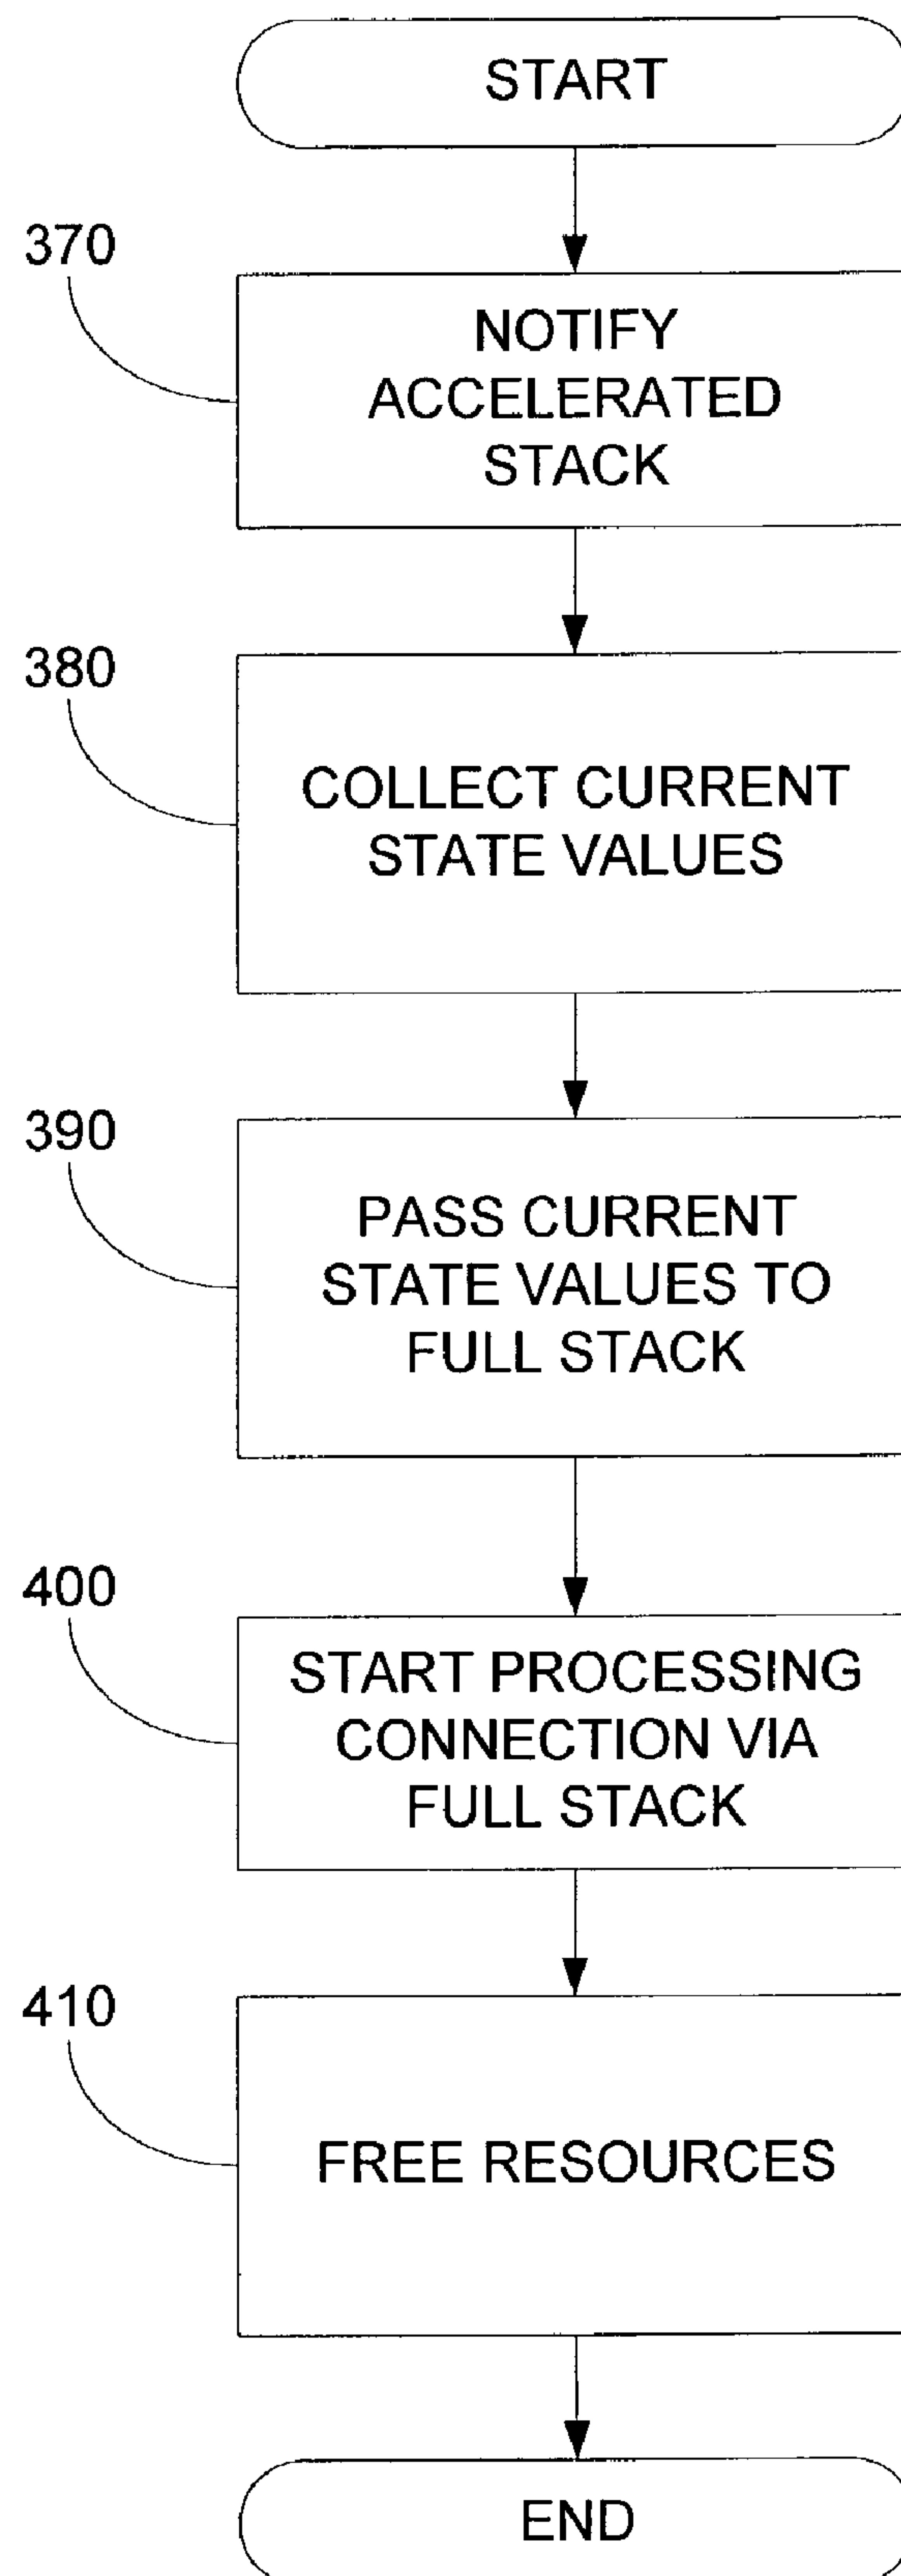 START
370
NOTIFY
ACCELERATED
STACK
380
COLLECT CURRENT
STATE VALUES
390
PASS CURRENT
STATE VALUES TO
FULL STACK
400
START PROCESSING
CONNECTION VIA
FULL STACK
410
FREE RESOURCES
END